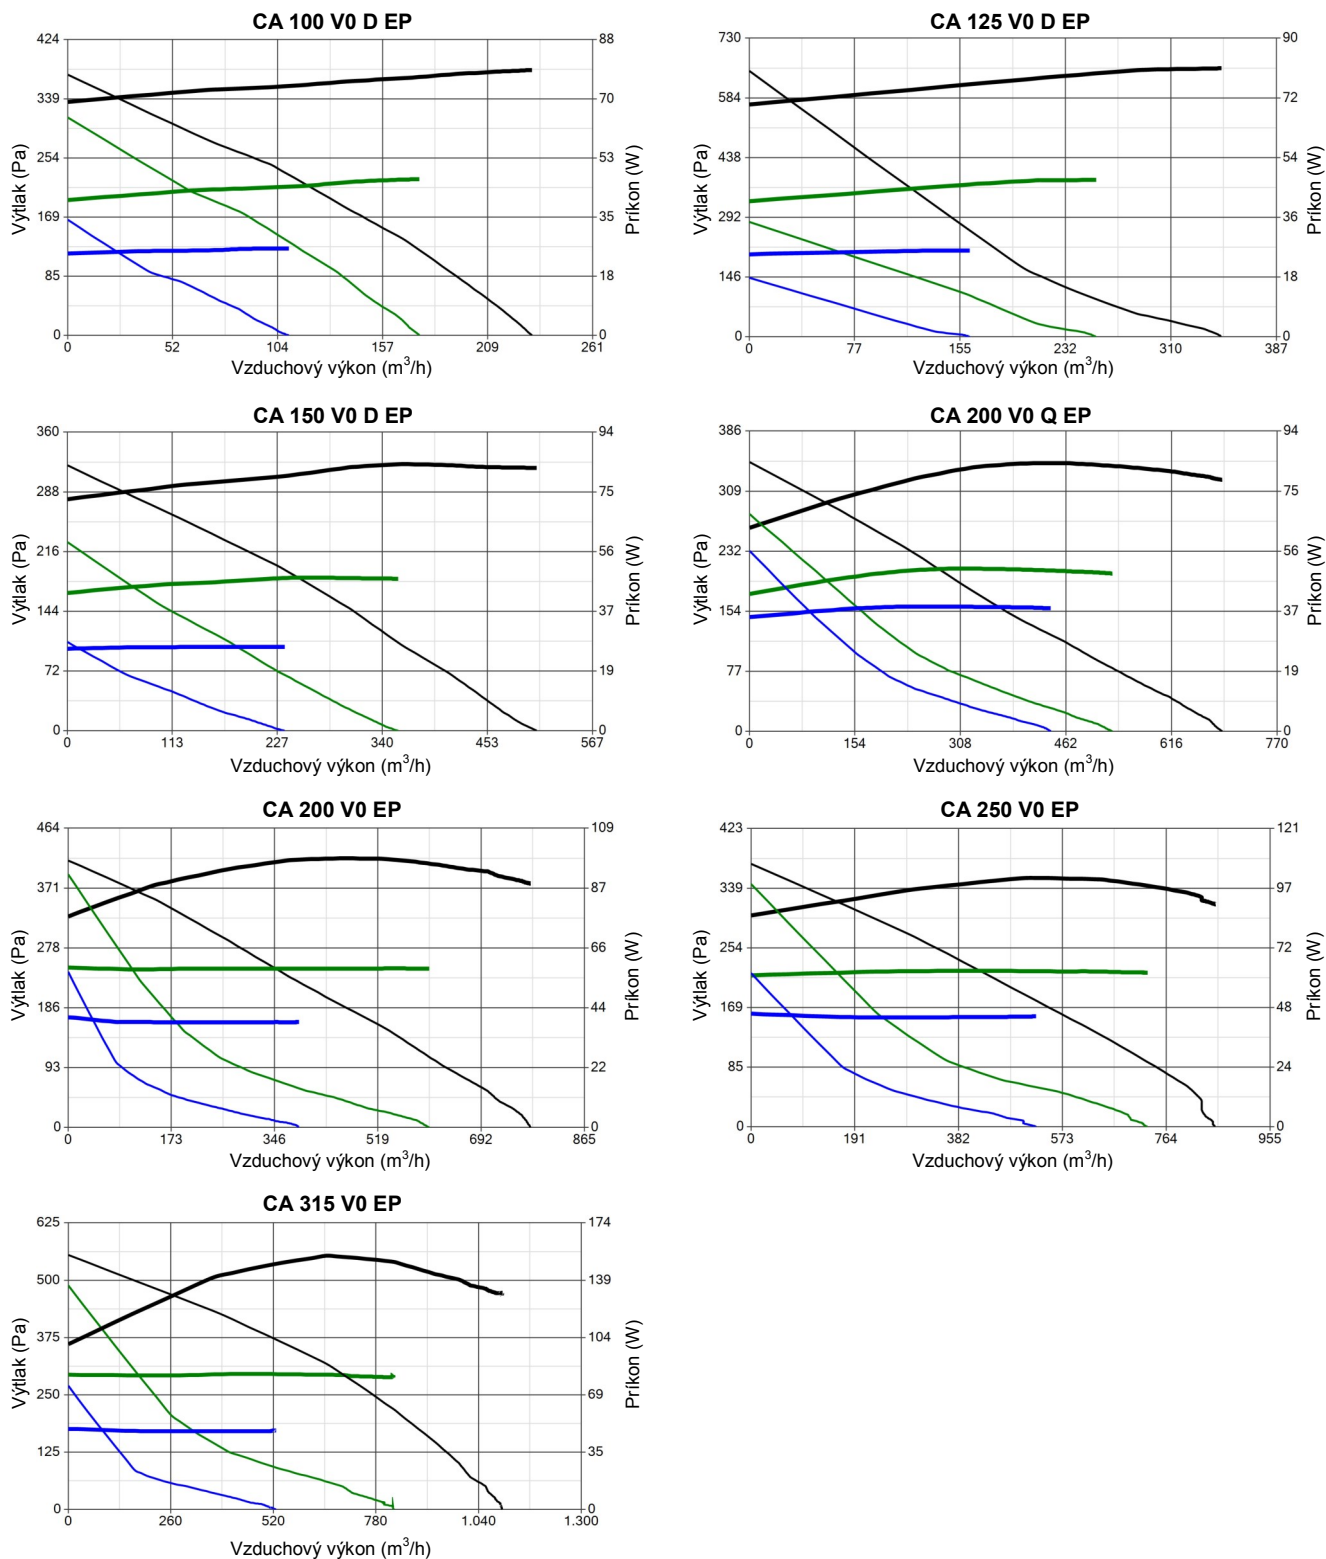 CA 100 V0 D EP
424
339
254
169
85
0
88
70
53
35
18
0
0 52 104 157 209 261
Výtlak (Pa)
Príkon (W)
Vzduchový výkon (m³/h)
CA 125 V0 D EP
730
584
438
292
146
0
90
72
54
36
18
0
0 77 155 232 310 387
Výtlak (Pa)
Príkon (W)
Vzduchový výkon (m³/h)
CA 150 V0 D EP
360
288
216
144
72
0
94
75
56
37
19
0
0 113 227 340 453 567
Výtlak (Pa)
Príkon (W)
Vzduchový výkon (m³/h)
CA 200 V0 Q EP
386
309
232
154
77
0
94
75
56
37
19
0
0 154 308 462 616 770
Výtlak (Pa)
Príkon (W)
Vzduchový výkon (m³/h)
CA 200 V0 EP
464
371
278
186
93
0
109
87
66
44
22
0
0 173 346 519 692 865
Výtlak (Pa)
Príkon (W)
Vzduchový výkon (m³/h)
CA 250 V0 EP
423
339
254
169
85
0
121
97
72
48
24
0
0 191 382 573 764 955
Výtlak (Pa)
Príkon (W)
Vzduchový výkon (m³/h)
CA 315 V0 EP
625
500
375
250
125
0
174
139
104
69
35
0
0 260 520 780 1.040 1.300
Výtlak (Pa)
Príkon (W)
Vzduchový výkon (m³/h)